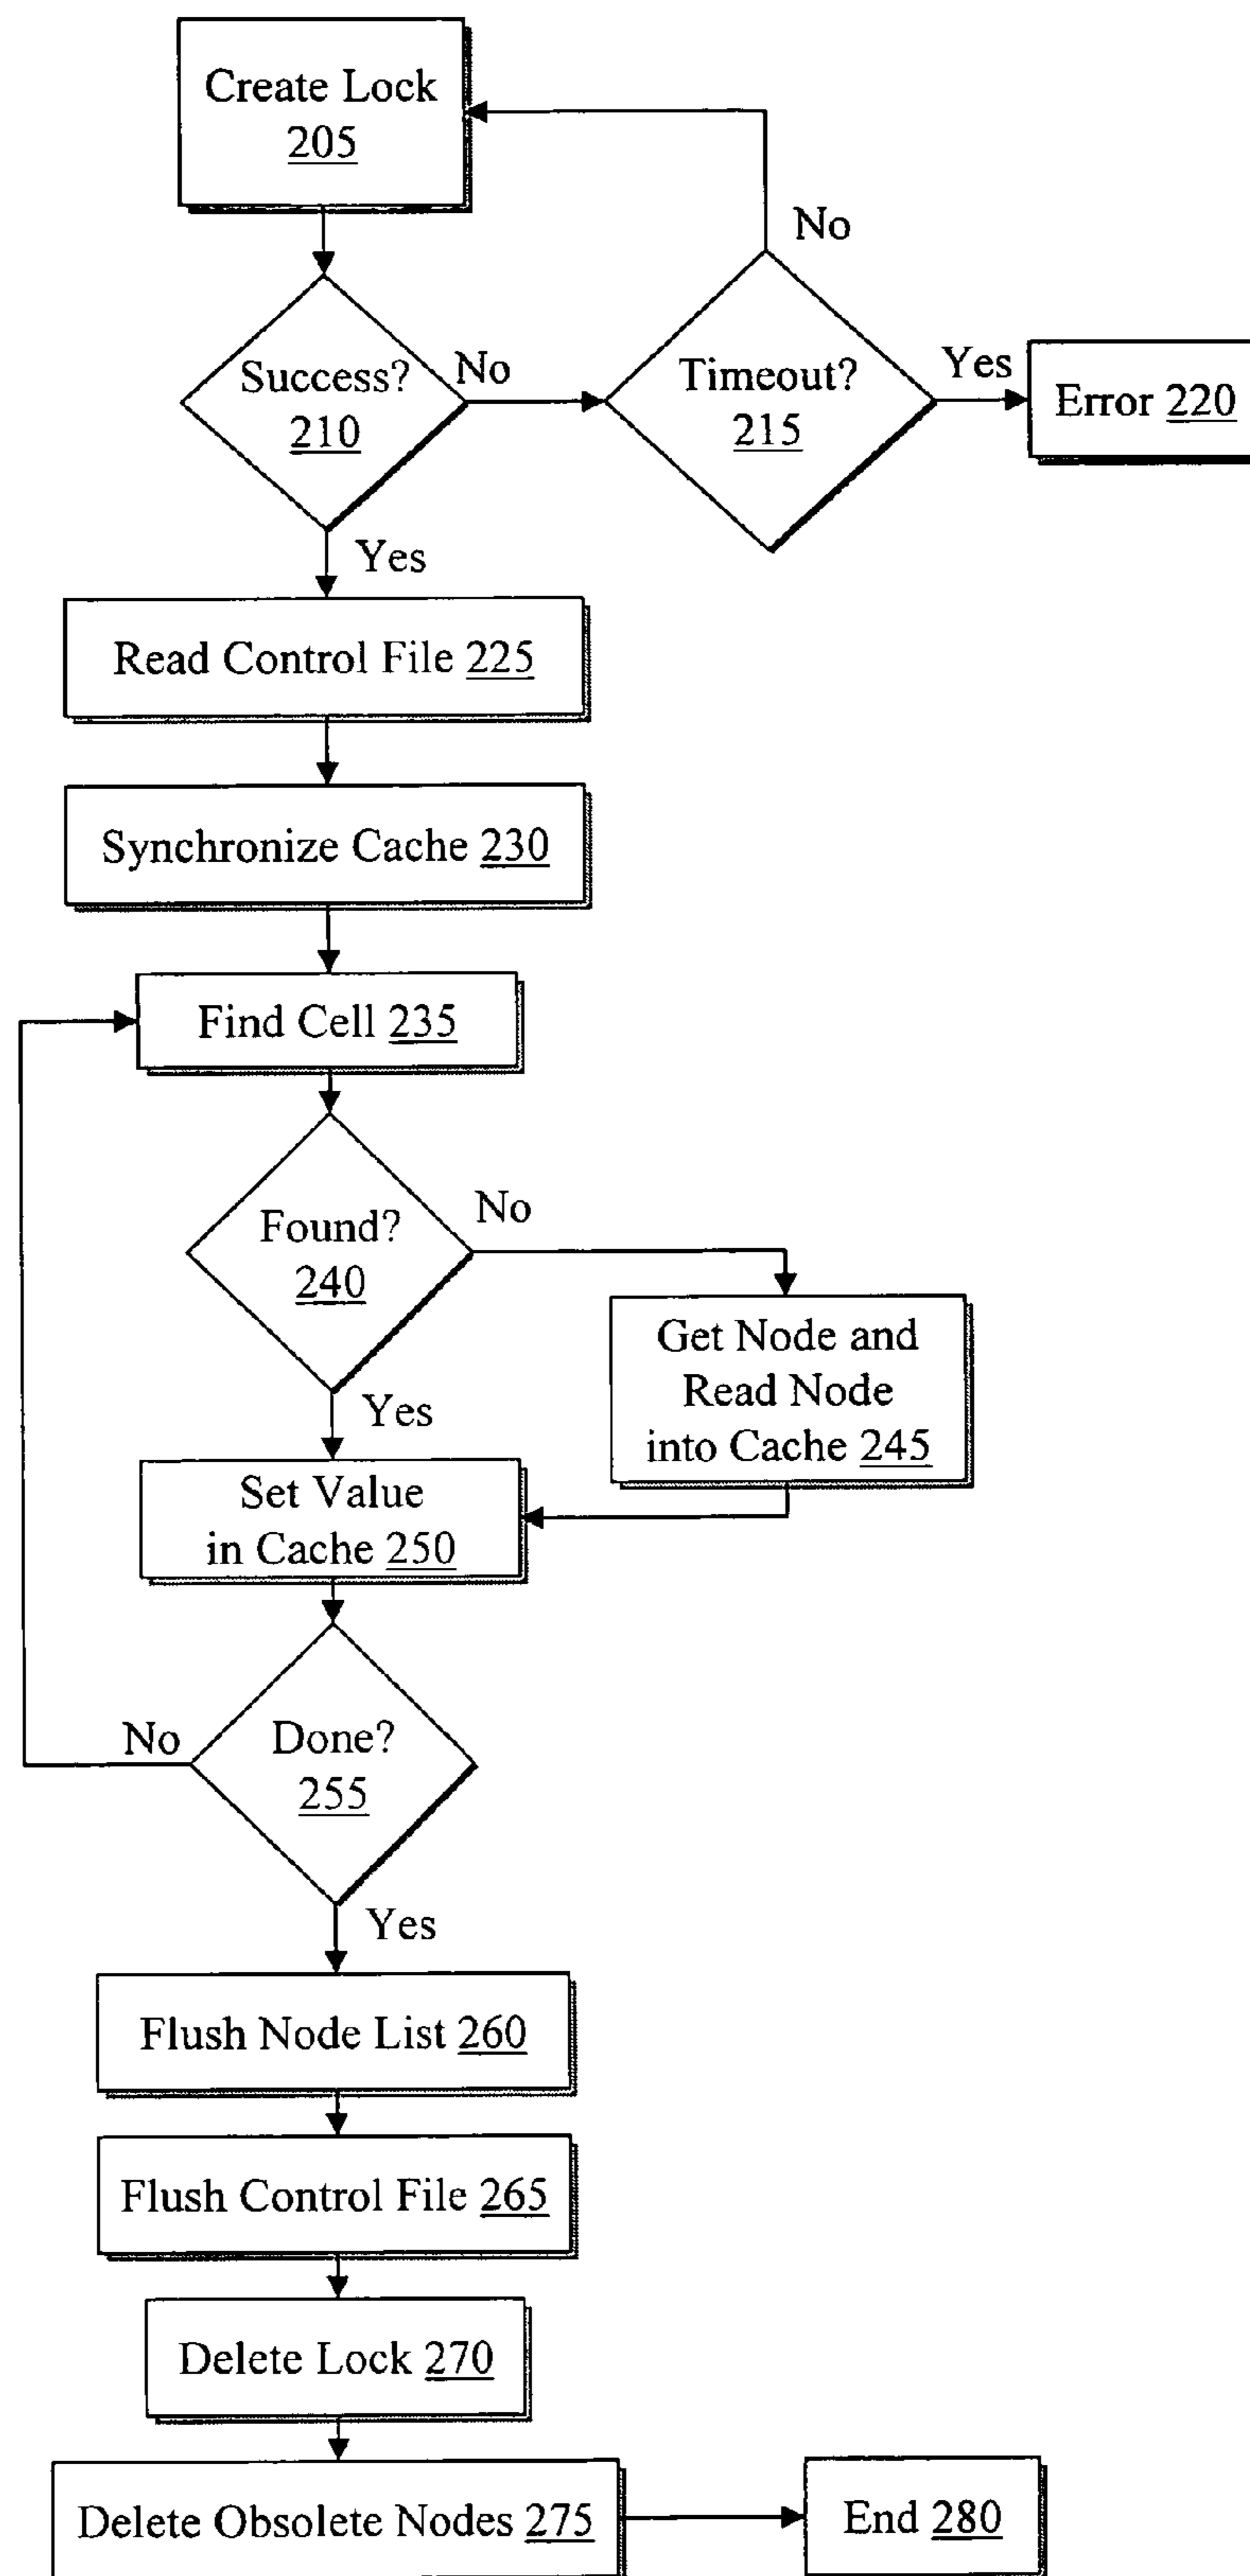 Create Lock
205
No
Success?
210
No
Timeout?
215
Yes
Error 220
Yes
Read Control File 225
Synchronize Cache 230
Find Cell 235
Found?
240
No
Get Node and
Read Node
into Cache 245
Yes
Set Value
in Cache 250
Done?
255
No
Yes
Flush Node List 260
Flush Control File 265
Delete Lock 270
Delete Obsolete Nodes 275
End 280